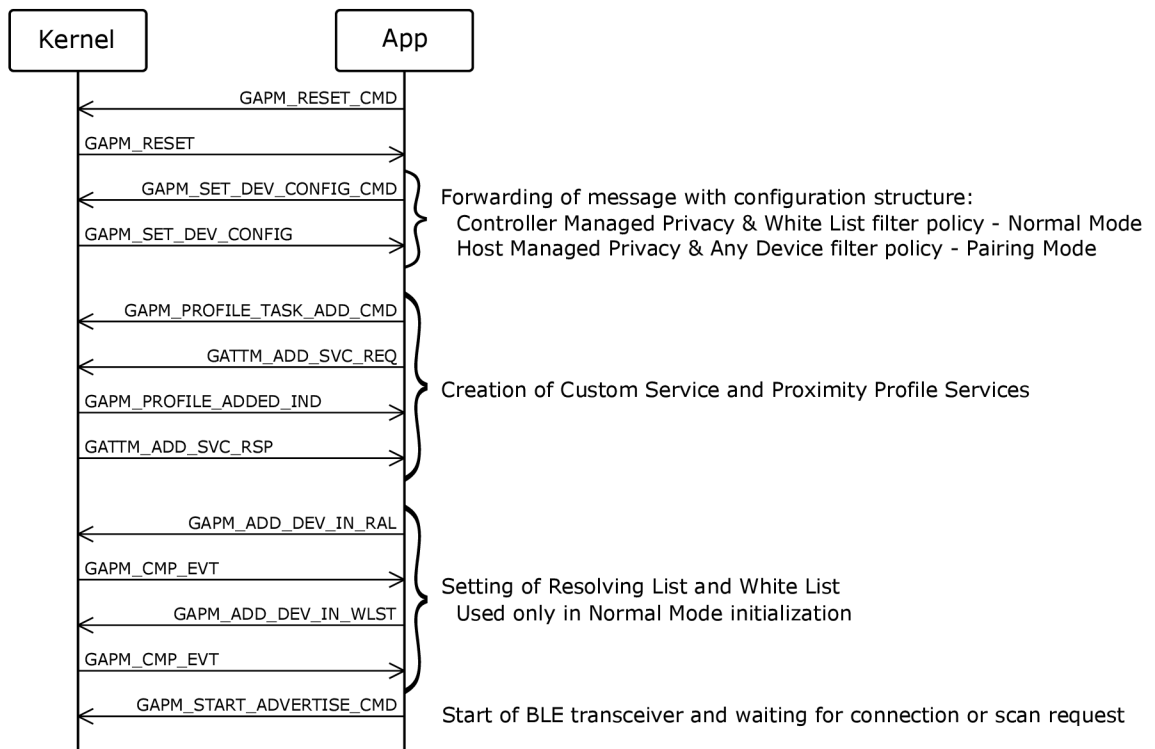 Kernel
App
GAPM_RESET_CMD
GAPM_RESET
GAPM_SET_DEV_CONFIG_CMD
GAPM_SET_DEV_CONFIG
Forwarding of message with configuration structure:
Controller Managed Privacy & White List filter policy - Normal Mode
Host Managed Privacy & Any Device filter policy - Pairing Mode
GAPM_PROFILE_TASK_ADD_CMD
GATTM_ADD_SVC_REQ
GAPM_PROFILE_ADDED_IND
GATTM_ADD_SVC_RSP
Creation of Custom Service and Proximity Profile Services
GAPM_ADD_DEV_IN_RAL
GAPM_CMP_EVT
GAPM_ADD_DEV_IN_WLST
GAPM_CMP_EVT
Setting of Resolving List and White List
Used only in Normal Mode initialization
GAPM_START_ADVERTISE_CMD
Start of BLE transceiver and waiting for connection or scan request